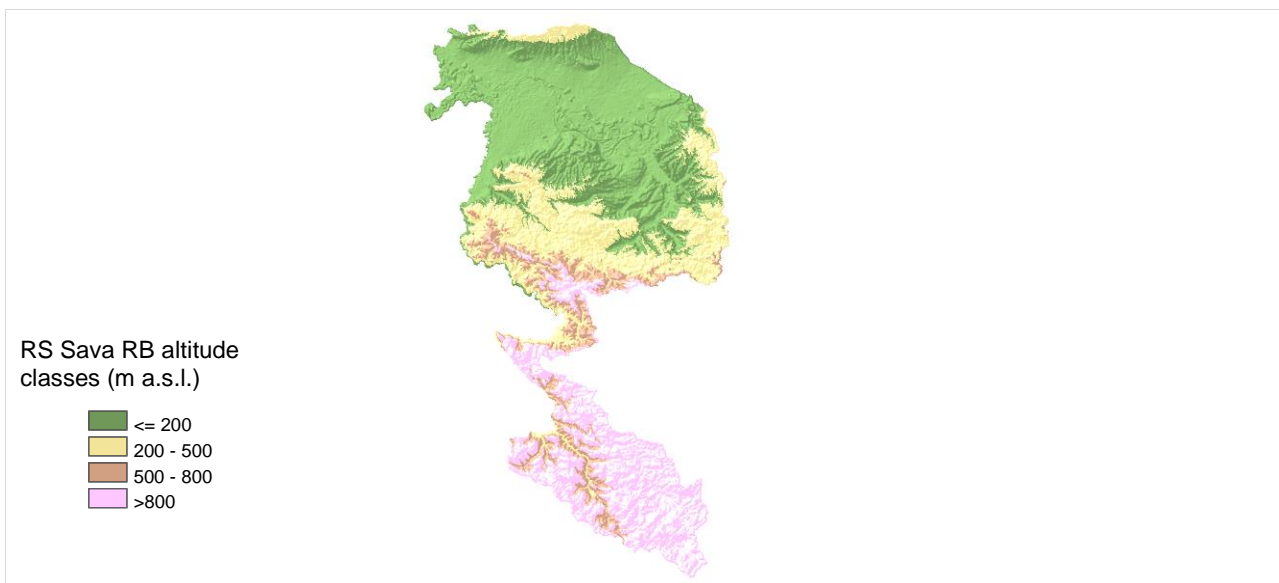 RS Sava RB altitude
classes (m a.s.l.)
<= 200
200 - 500
500 - 800
>800